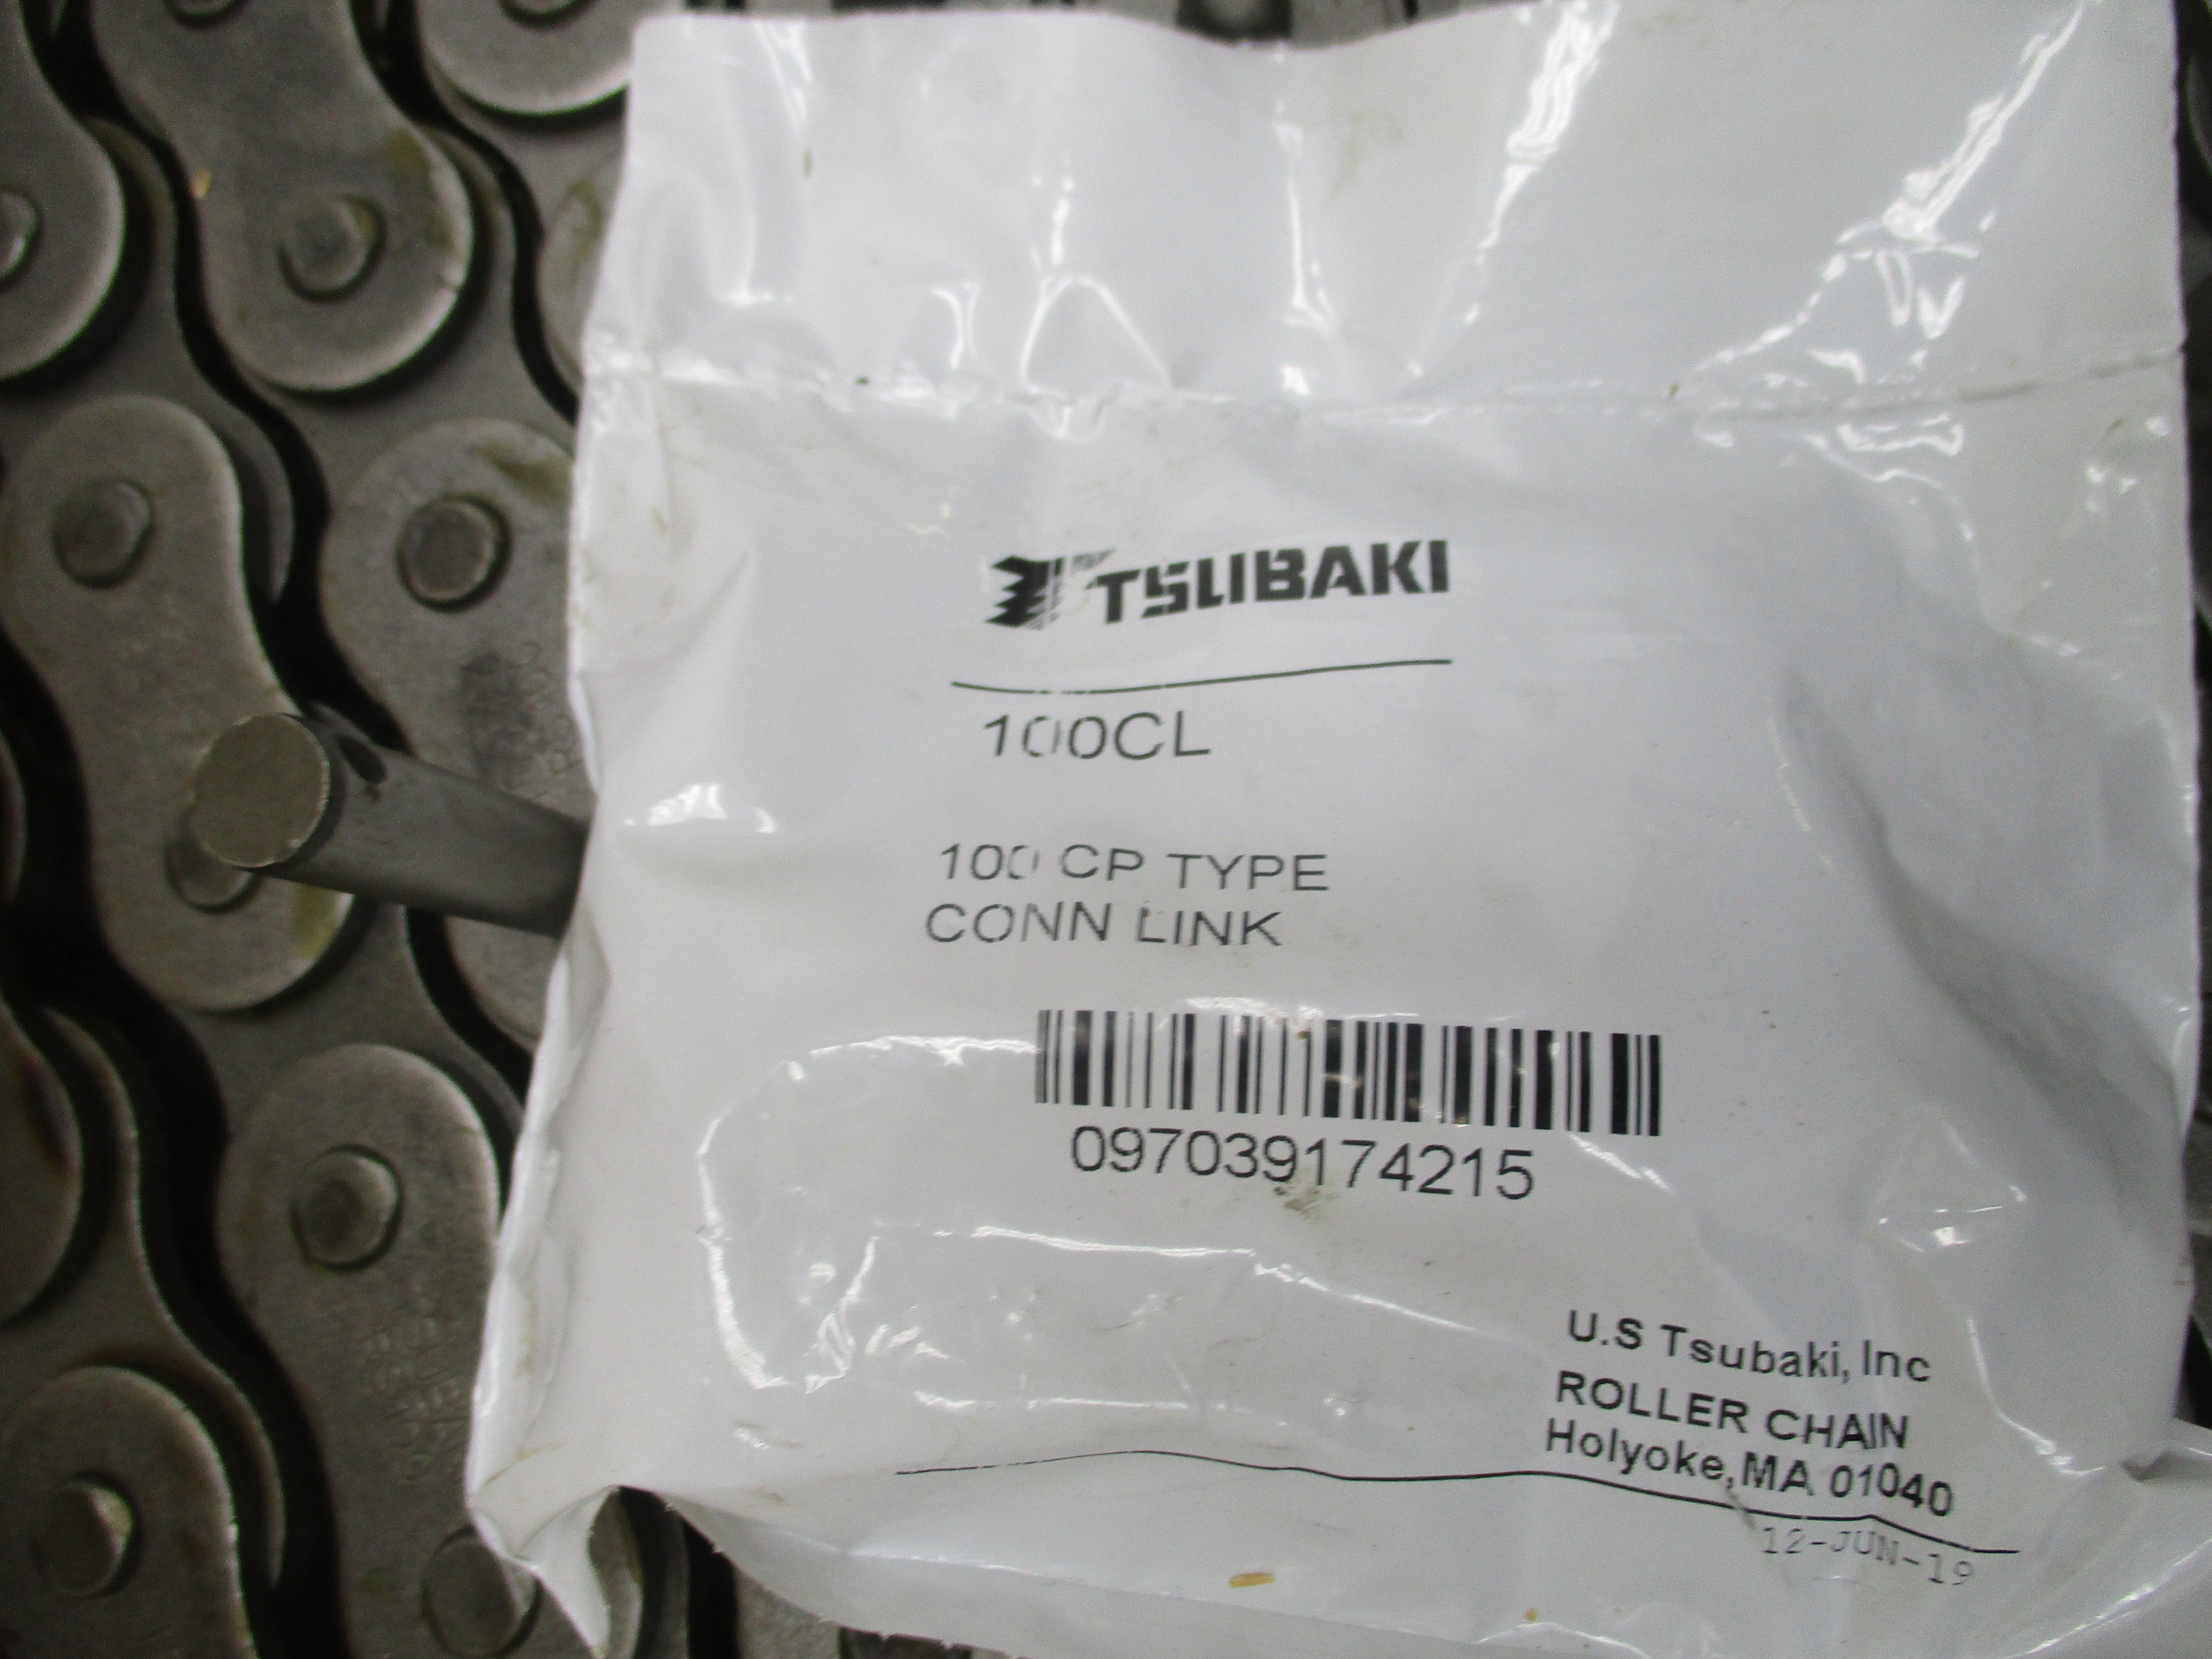 TSUBAKI
100CL
100 CP TYPE
CONN LINK
097039174215
U.S Tsubaki, Inc
ROLLER CHAIN
Holyoke, MA 01040
12-JUN-19